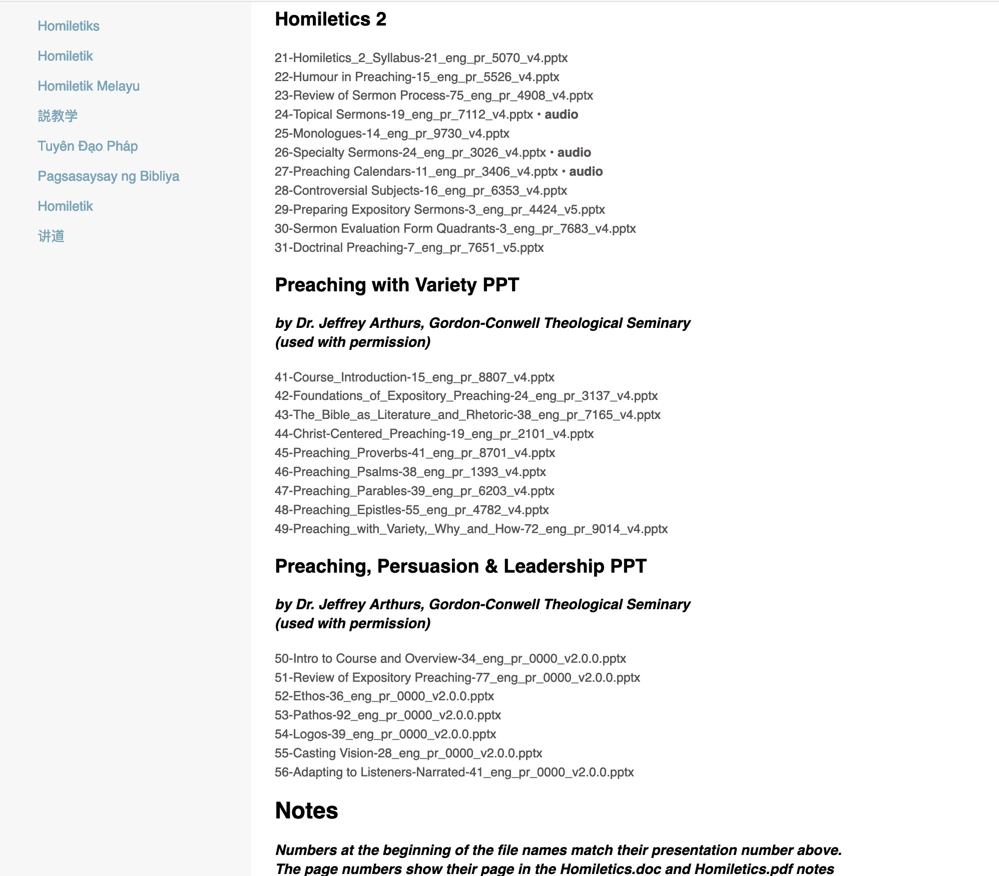 Homiletiks
Homiletik
Homiletik Melayu
説教学
Tuyên Đạo Pháp
Pagsasaysay ng Bibliya
Homiletik
讲道
Homiletics 2
21-Homiletics_2_Syllabus-21_eng_pr_5070_v4.pptx
22-Humour in Preaching-15_eng_pr_5526_v4.pptx
23-Review of Sermon Process-75_eng_pr_4908_v4.pptx
24-Topical Sermons-19_eng_pr_7112_v4.pptx • audio
25-Monologues-14_eng_pr_9730_v4.pptx
26-Specialty Sermons-24_eng_pr_3026_v4.pptx • audio
27-Preaching Calendars-11_eng_pr_3406_v4.pptx • audio
28-Controversial Subjects-16_eng_pr_6353_v4.pptx
29-Preparing Expository Sermons-3_eng_pr_4424_v5.pptx
30-Sermon Evaluation Form Quadrants-3_eng_pr_7683_v4.pptx
31-Doctrinal Preaching-7_eng_pr_7651_v5.pptx
Preaching with Variety PPT
by Dr. Jeffrey Arthurs, Gordon-Conwell Theological Seminary
(used with permission)
41-Course_Introduction-15_eng_pr_8807_v4.pptx
42-Foundations_of_Expository_Preaching-24_eng_pr_3137_v4.pptx
43-The_Bible_as_Literature_and_Rhetoric-38_eng_pr_7165_v4.pptx
44-Christ-Centered_Preaching-19_eng_pr_2101_v4.pptx
45-Preaching_Proverbs-41_eng_pr_8701_v4.pptx
46-Preaching_Psalms-38_eng_pr_1393_v4.pptx
47-Preaching_Parables-39_eng_pr_6203_v4.pptx
48-Preaching_Epistles-55_eng_pr_4782_v4.pptx
49-Preaching_with_Variety,_Why_and_How-72_eng_pr_9014_v4.pptx
Preaching, Persuasion & Leadership PPT
by Dr. Jeffrey Arthurs, Gordon-Conwell Theological Seminary
(used with permission)
50-Intro to Course and Overview-34_eng_pr_0000_v2.0.0.pptx
51-Review of Expository Preaching-77_eng_pr_0000_v2.0.0.pptx
52-Ethos-36_eng_pr_0000_v2.0.0.pptx
53-Pathos-92_eng_pr_0000_v2.0.0.pptx
54-Logos-39_eng_pr_0000_v2.0.0.pptx
55-Casting Vision-28_eng_pr_0000_v2.0.0.pptx
56-Adapting to Listeners-Narrated-41_eng_pr_0000_v2.0.0.pptx
Notes
Numbers at the beginning of the file names match their presentation number above.
The page numbers show their page in the Homiletics.doc and Homiletics.pdf notes